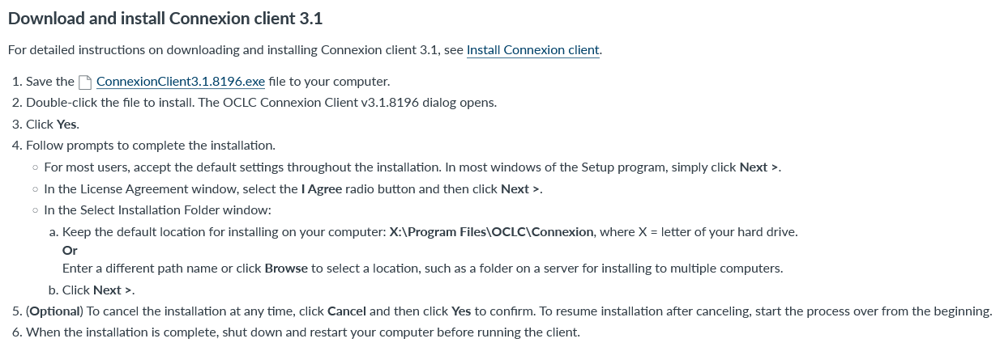 Download and install Connexion client 3.1
For detailed instructions on downloading and installing Connexion client 3.1, see Install Connexion client.
1. Save the ConnexionClient3.1.8196.exe file to your computer.
2. Double-click the file to install. The OCLC Connexion Client v3.1.8196 dialog opens.
3. Click Yes.
4. Follow prompts to complete the installation.
○ For most users, accept the default settings throughout the installation. In most windows of the Setup program, simply click Next >.
○ In the License Agreement window, select the I Agree radio button and then click Next >.
○ In the Select Installation Folder window:
a. Keep the default location for installing on your computer: X:\Program Files\OCLC\Connexion, where X = letter of your hard drive.
Or
Enter a different path name or click Browse to select a location, such as a folder on a server for installing to multiple computers.
b. Click Next >.
5. (Optional) To cancel the installation at any time, click Cancel and then click Yes to confirm. To resume installation after canceling, start the process over from the beginning.
6. When the installation is complete, shut down and restart your computer before running the client.